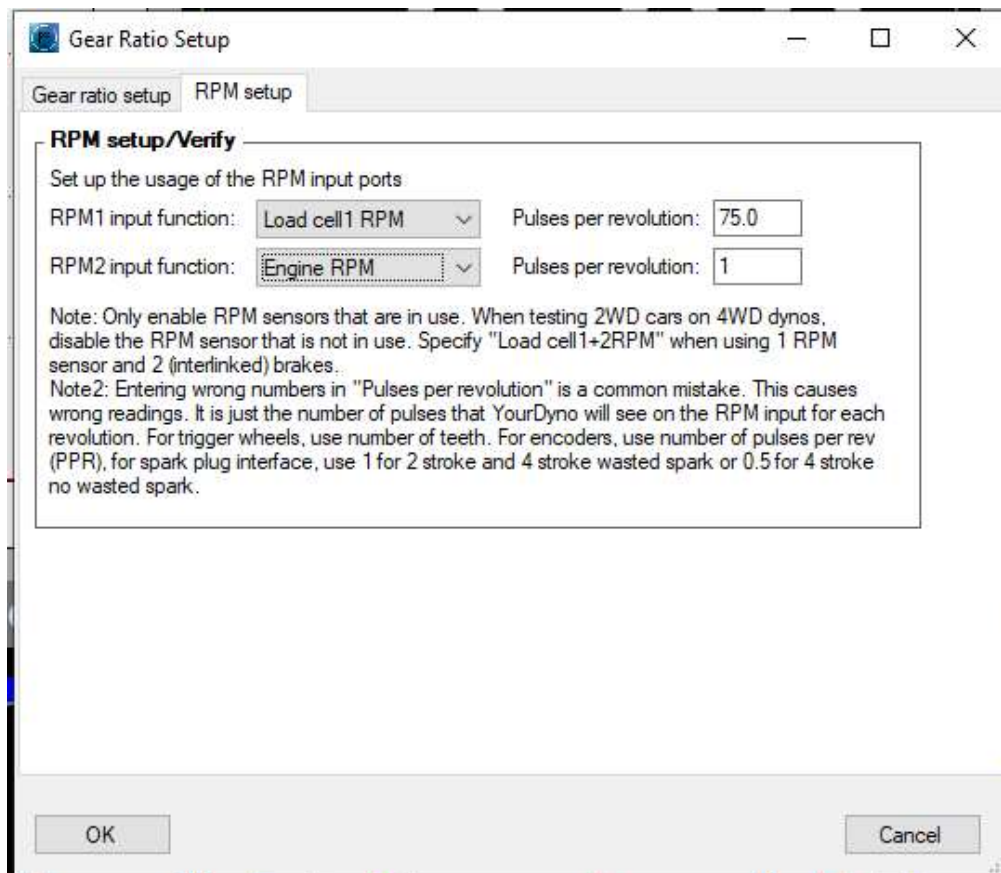 Gear Ratio Setup
Gear ratio setup RPM setup
RPM setup/Verify
Set up the usage of the RPM input ports
RPM1 input function: Load cell1 RPM Pulses per revolution: 75.0
RPM2 input function: Engine RPM Pulses per revolution: 1
Note: Only enable RPM sensors that are in use. When testing 2WD cars on 4WD dynos,
disable the RPM sensor that is not in use. Specify "Load cell1+2RPM" when using 1 RPM
sensor and 2 (interlinked) brakes.
Note2: Entering wrong numbers in "Pulses per revolution" is a common mistake. This causes
wrong readings. It is just the number of pulses that YourDyno will see on the RPM input for each
revolution. For trigger wheels, use number of teeth. For encoders, use number of pulses per rev
(PPR), for spark plug interface, use 1 for 2 stroke and 4 stroke wasted spark or 0.5 for 4 stroke
no wasted spark.
OK Cancel